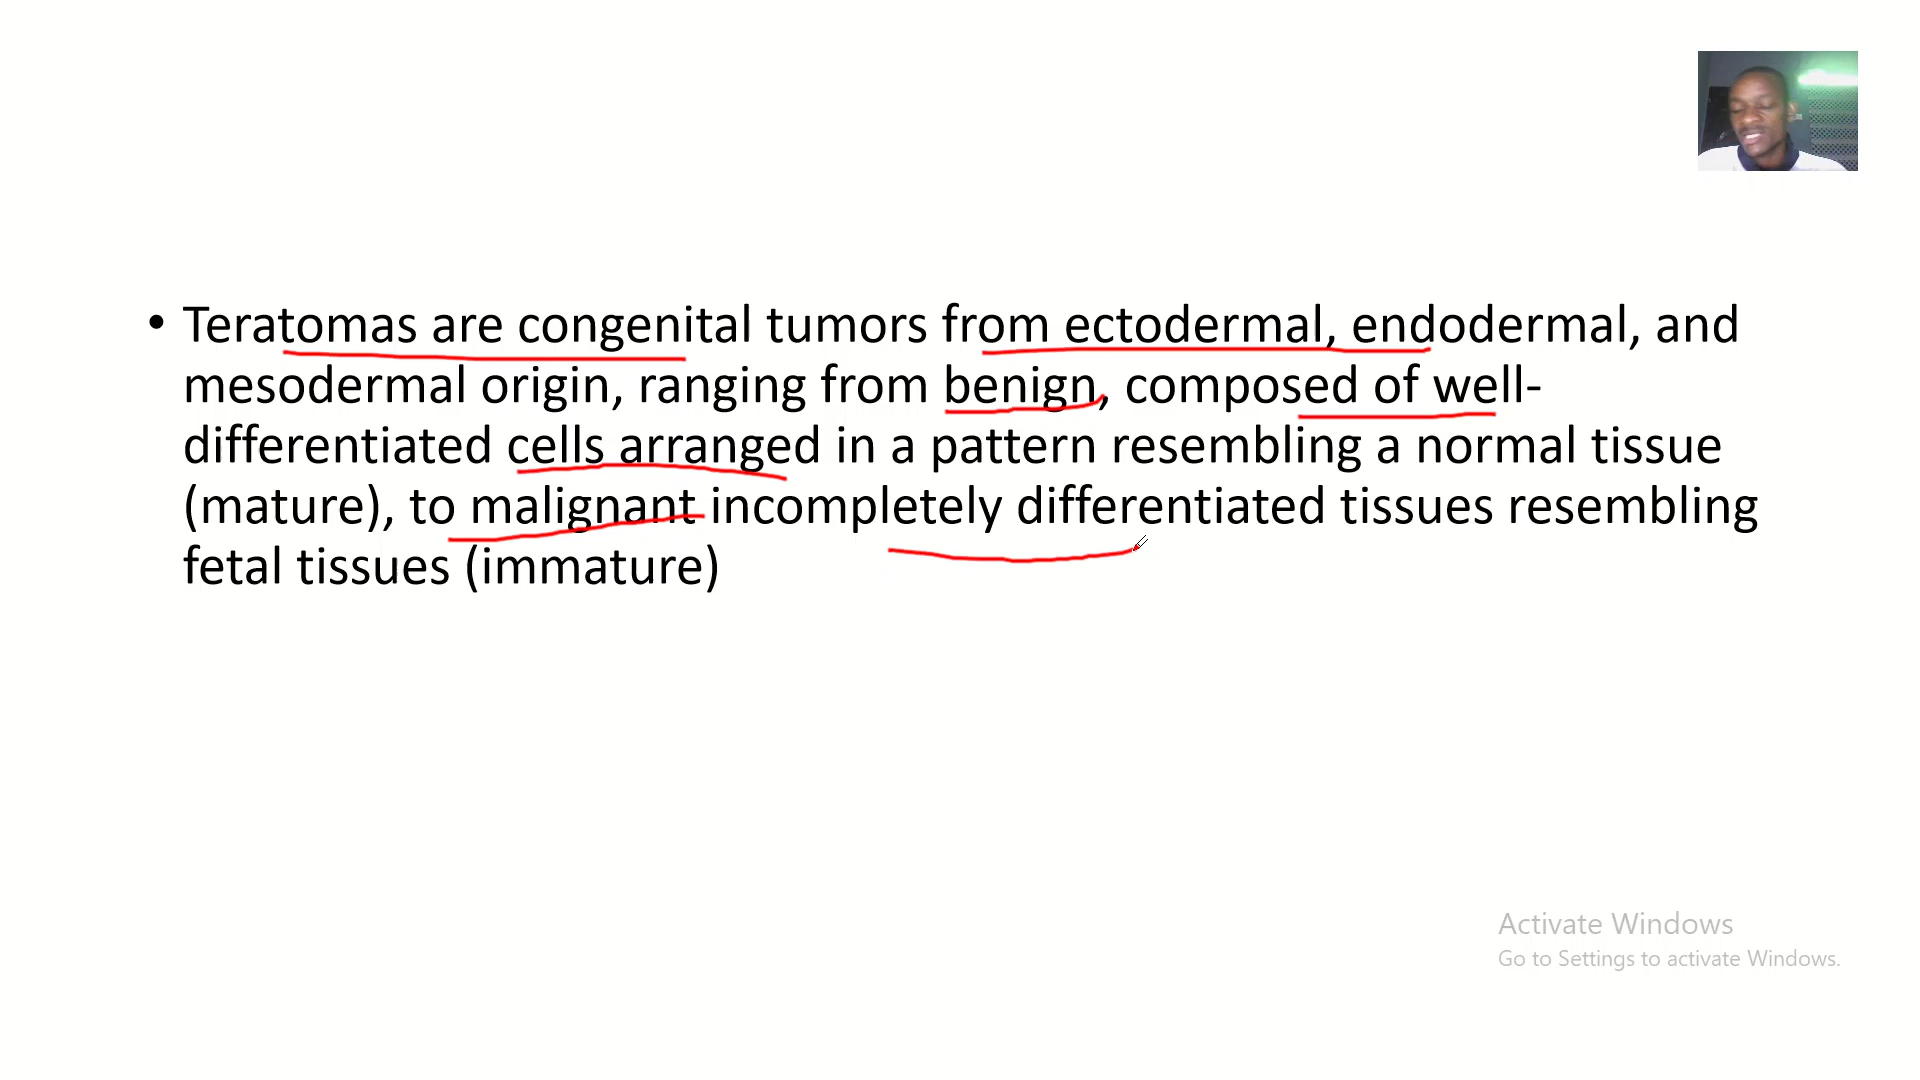 • Teratomas are congenital tumors from ectodermal, endodermal, and
mesodermal origin, ranging from benign, composed of well-
differentiated cells arranged in a pattern resembling a normal tissue
(mature), to malignant incompletely differentiated tissues resembling
fetal tissues (immature)
Activate Windows
Go to Settings to activate Windows.